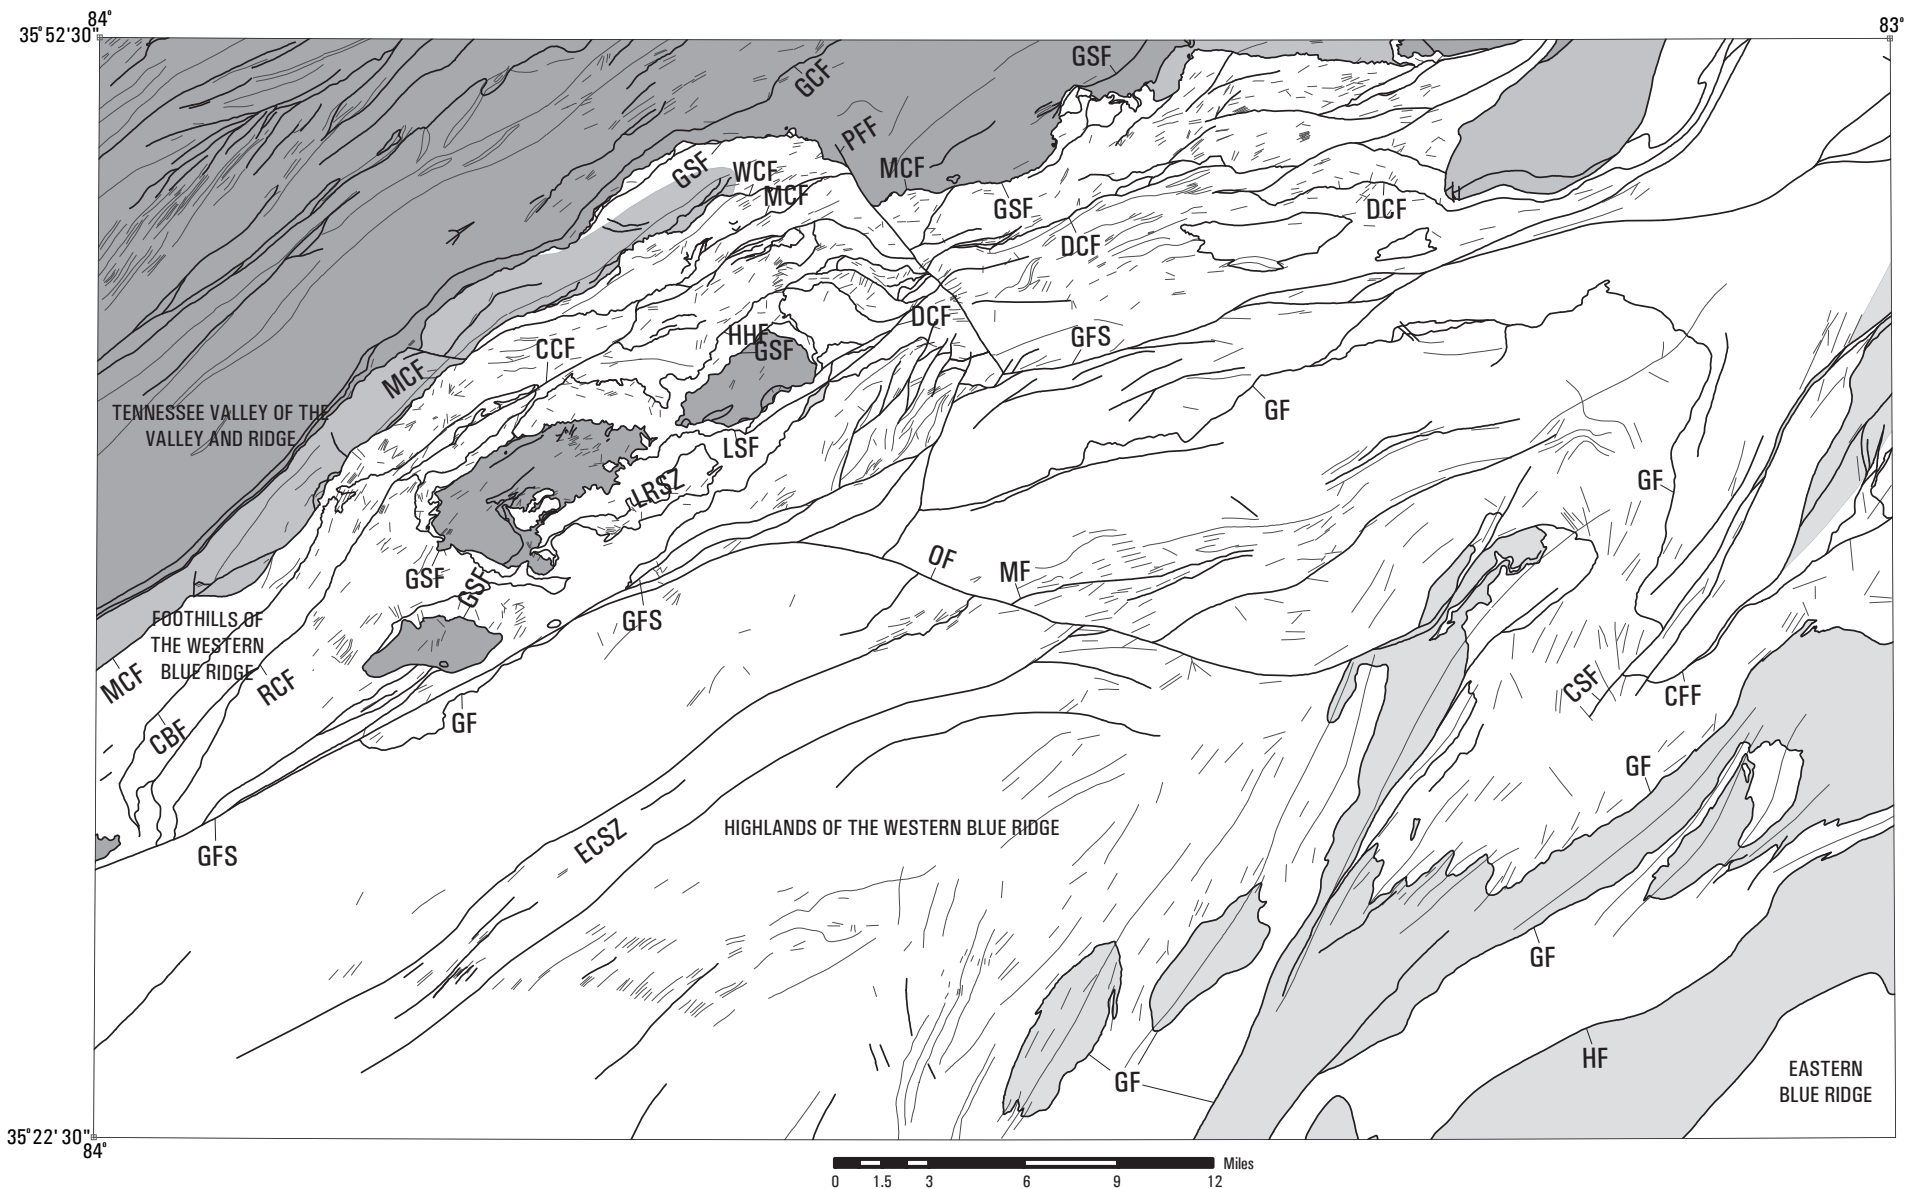 84°
83°
35°52'30"
GSF
GCF
PFF
GSF
WCF
MCF
MCF
GSF
DCF
DCF
DCF
HHF
GSF
GFS
CCF
MCF
TENNESSEE VALLEY OF THE
VALLEY AND RIDGE
GF
LSF
LRSZ
GF
OF
MF
GSF
GSF
GFS
FOOTHILLS OF
THE WESTERN
BLUE RIDGE
MCF
RCF
CSF
CFF
GF
CBF
GF
HIGHLANDS OF THE WESTERN BLUE RIDGE
ECSZ
GFS
GF
HF
GF
EASTERN
BLUE RIDGE
35°22'30"
84°
Miles
0 1.5 3 6 9 12